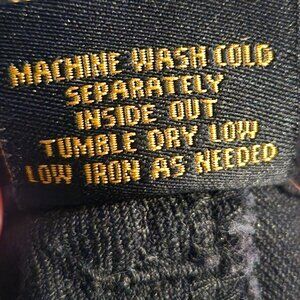 MACHINE WASH COLD
SEPARATELY
INSIDE OUT
TUMBLE DRY LOW
LOW IRON AS NEEDED